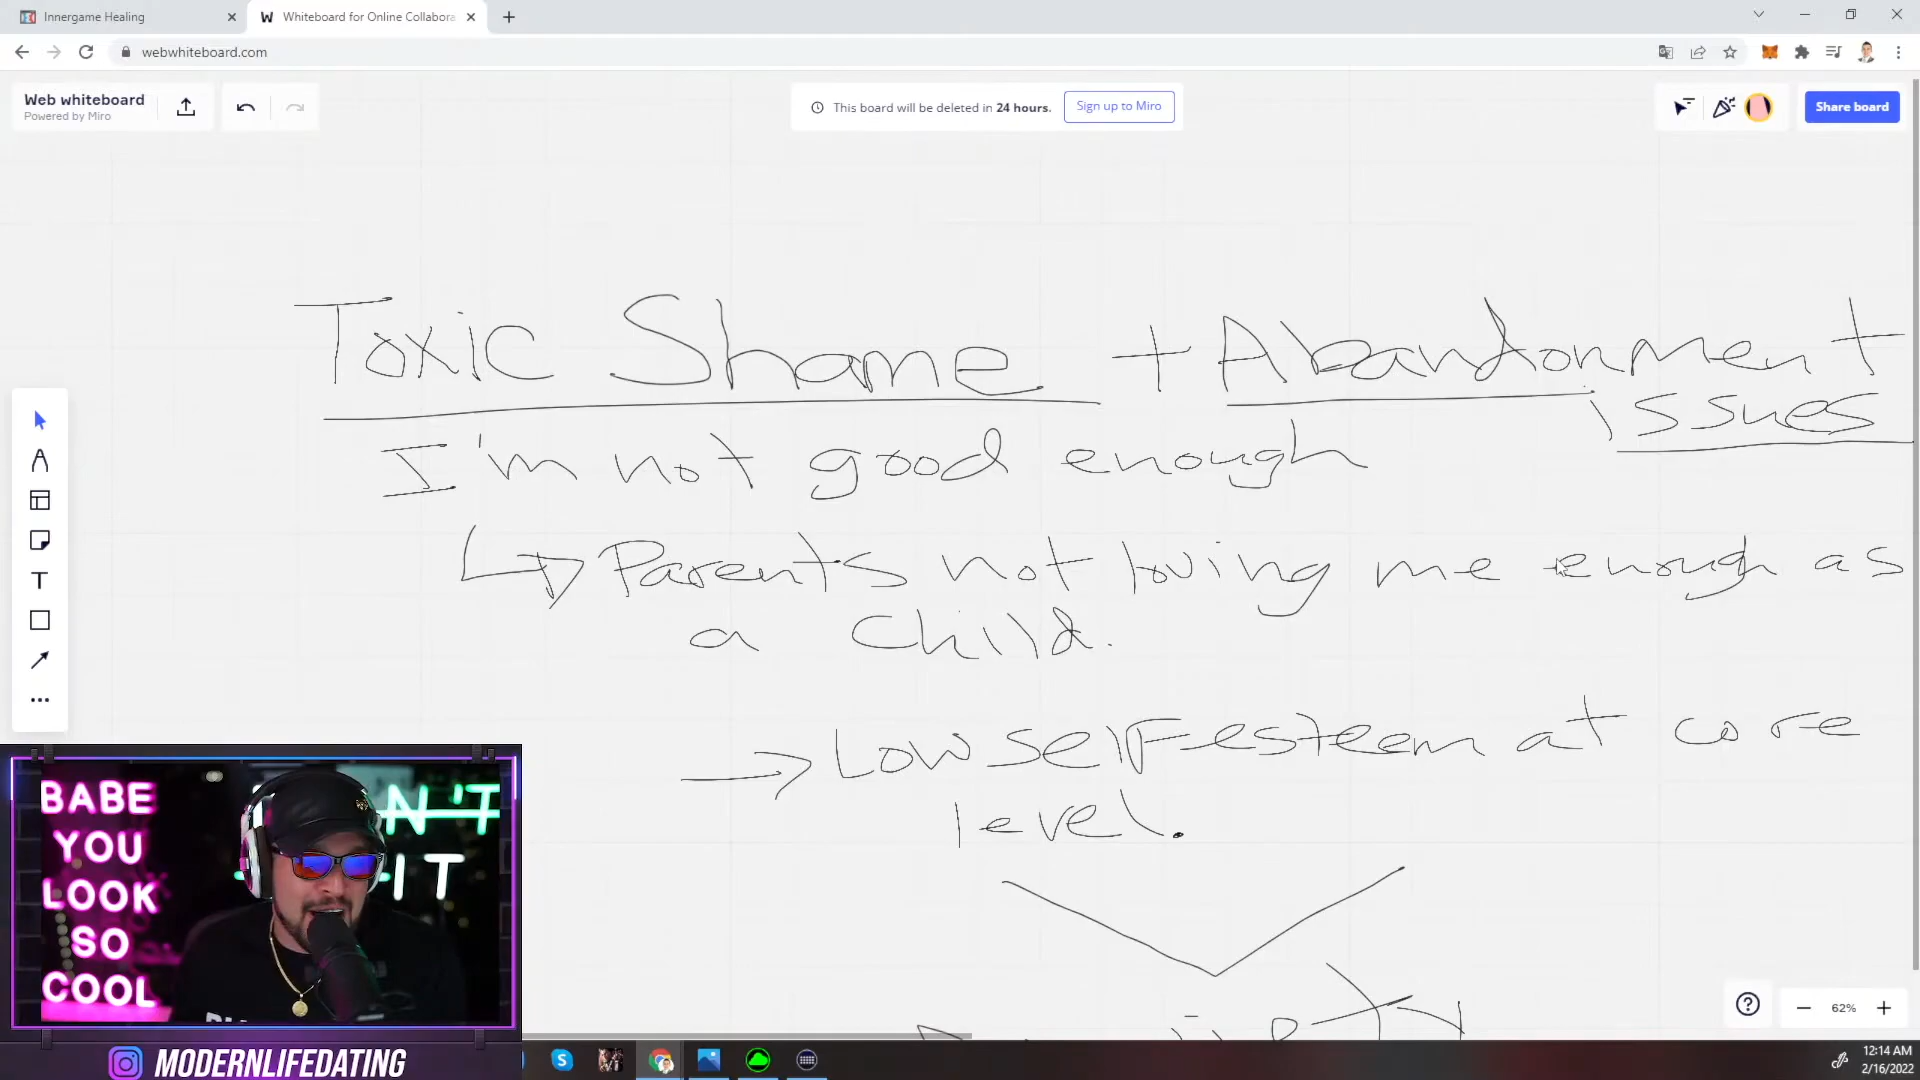 Innergame Healing
Whiteboard for Online Collabora
webwhiteboard.com
Web whiteboard
Powered by Miro
This board will be deleted in 24 hours.
Sign up to Miro
Share board
Toxic Shame + Abandonment
issues
I'm not good enough
Parents not loving me enough as
a child.
Low self-esteem at core
level.
BABE
YOU
LOOK
SO
COOL
N'T
IT
MODERNLIFEDATING
62%
12:14 AM
2/16/2022